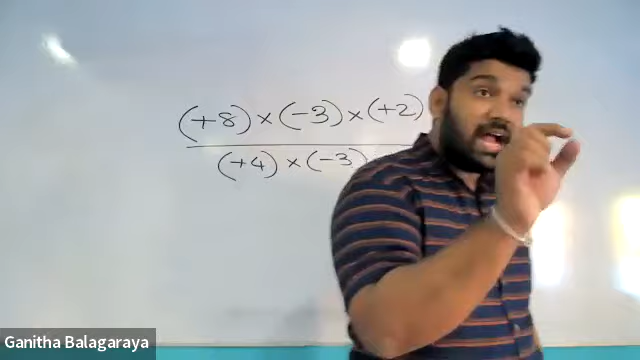 (+8) × (-3) × (+2)
(+4) × (-3)
Ganitha Balagaraya